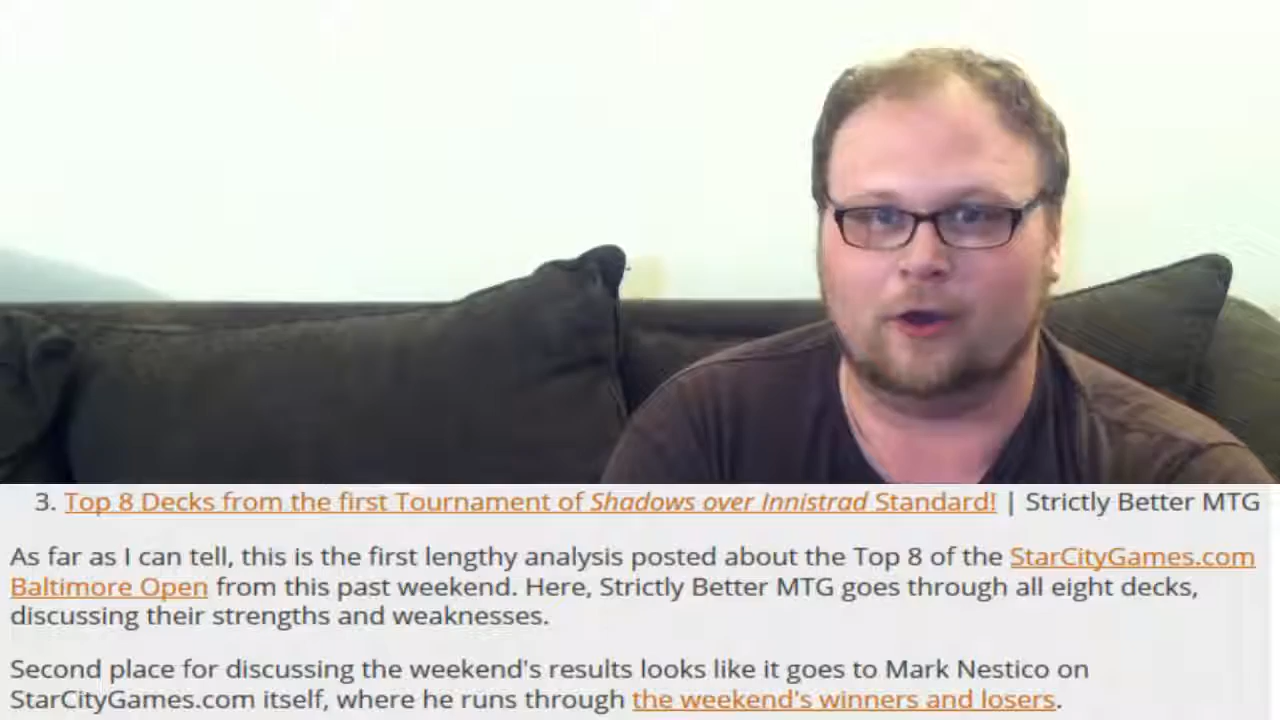 3. Top 8 Decks from the first Tournament of Shadows over Innistrad Standard! | Strictly Better MTG
As far as I can tell, this is the first lengthy analysis posted about the Top 8 of the StarCityGames.com
Baltimore Open from this past weekend. Here, Strictly Better MTG goes through all eight decks,
discussing their strengths and weaknesses.
Second place for discussing the weekend's results looks like it goes to Mark Nestico on
StarCityGames.com itself, where he runs through the weekend's winners and losers.